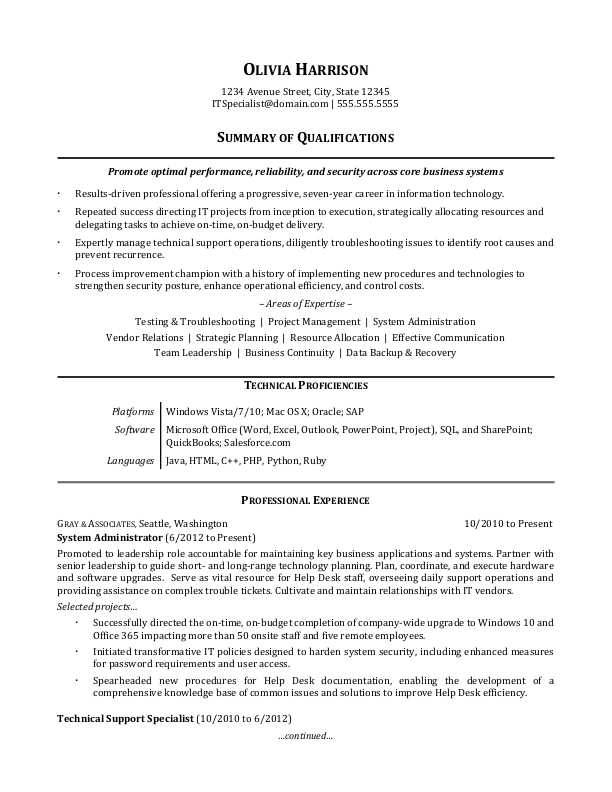 OLIVIA HARRISON
1234 Avenue Street, City, State 12345
ITSpecialist@domain.com | 555.555.5555
SUMMARY OF QUALIFICATIONS
Promote optimal performance, reliability, and security across core business systems
· Results-driven professional offering a progressive, seven-year career in information technology.
· Repeated success directing IT projects from inception to execution, strategically allocating resources and
delegating tasks to achieve on-time, on-budget delivery.
· Expertly manage technical support operations, diligently troubleshooting issues to identify root causes and
prevent recurrence.
· Process improvement champion with a history of implementing new procedures and technologies to
strengthen security posture, enhance operational efficiency, and control costs.
– Areas of Expertise –
Testing & Troubleshooting | Project Management | System Administration
Vendor Relations | Strategic Planning | Resource Allocation | Effective Communication
Team Leadership | Business Continuity | Data Backup & Recovery
TECHNICAL PROFICIENCIES
Platforms Windows Vista/7/10; Mac OS X; Oracle; SAP
Software Microsoft Office (Word, Excel, Outlook, PowerPoint, Project), SQL, and SharePoint;
QuickBooks; Salesforce.com
Languages Java, HTML, C++, PHP, Python, Ruby
PROFESSIONAL EXPERIENCE
GRAY & ASSOCIATES, Seattle, Washington 10/2010 to Present
System Administrator (6/2012 to Present)
Promoted to leadership role accountable for maintaining key business applications and systems. Partner with
senior leadership to guide short- and long-range technology planning. Plan, coordinate, and execute hardware
and software upgrades. Serve as vital resource for Help Desk staff, overseeing daily support operations and
providing assistance on complex trouble tickets. Cultivate and maintain relationships with IT vendors.
Selected projects…
· Successfully directed the on-time, on-budget completion of company-wide upgrade to Windows 10 and
Office 365 impacting more than 50 onsite staff and five remote employees.
· Initiated transformative IT policies designed to harden system security, including enhanced measures
for password requirements and user access.
· Spearheaded new procedures for Help Desk documentation, enabling the development of a
comprehensive knowledge base of common issues and solutions to improve Help Desk efficiency.
Technical Support Specialist (10/2010 to 6/2012)
…continued…